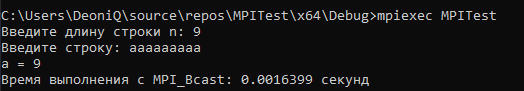 C:\Users\DeoniQ\source\repos\MPITest\x64\Debug>mpiexec MPITest
Введите длину строки n: 9
Введите строку: aaaaaaaaa
a = 9
Время выполнения с MPI_Bcast: 0.0016399 секунд